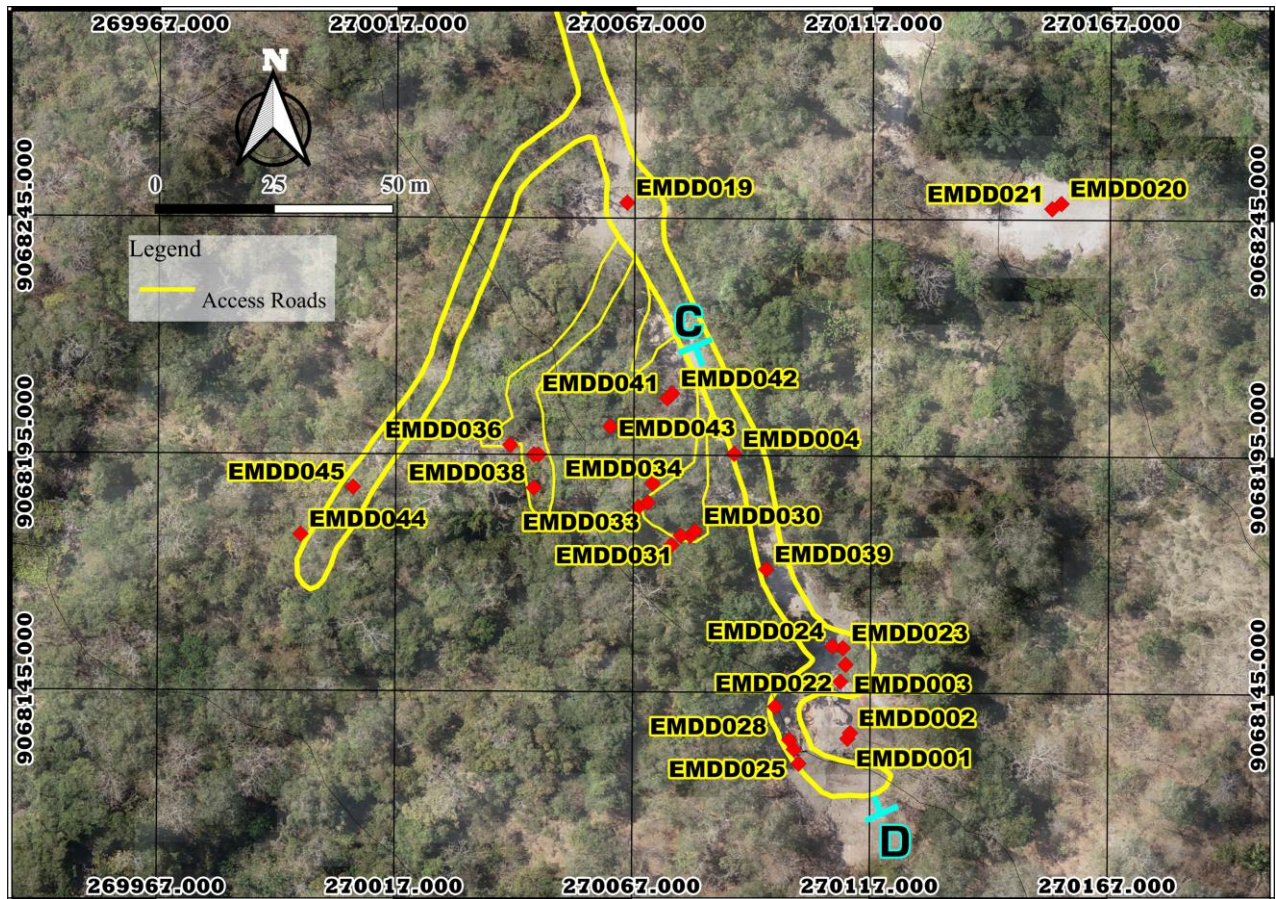 269967.000 270017.000 270067.000 270117.000 270167.000
N
0 25 50 m
9068245.000
9068245.000
EMDD019
EMDD021
EMDD020
Legend
Access Roads
C
EMDD041
EMDD042
EMDD036
EMDD043
EMDD004
9068195.000
9068195.000
EMDD045
EMDD038
EMDD034
EMDD044
EMDD033
EMDD030
EMDD031
EMDD039
EMDD024
EMDD023
9068145.000
9068145.000
EMDD022
EMDD003
EMDD028
EMDD002
EMDD025
EMDD001
D
269967.000 270017.000 270067.000 270117.000 270167.000